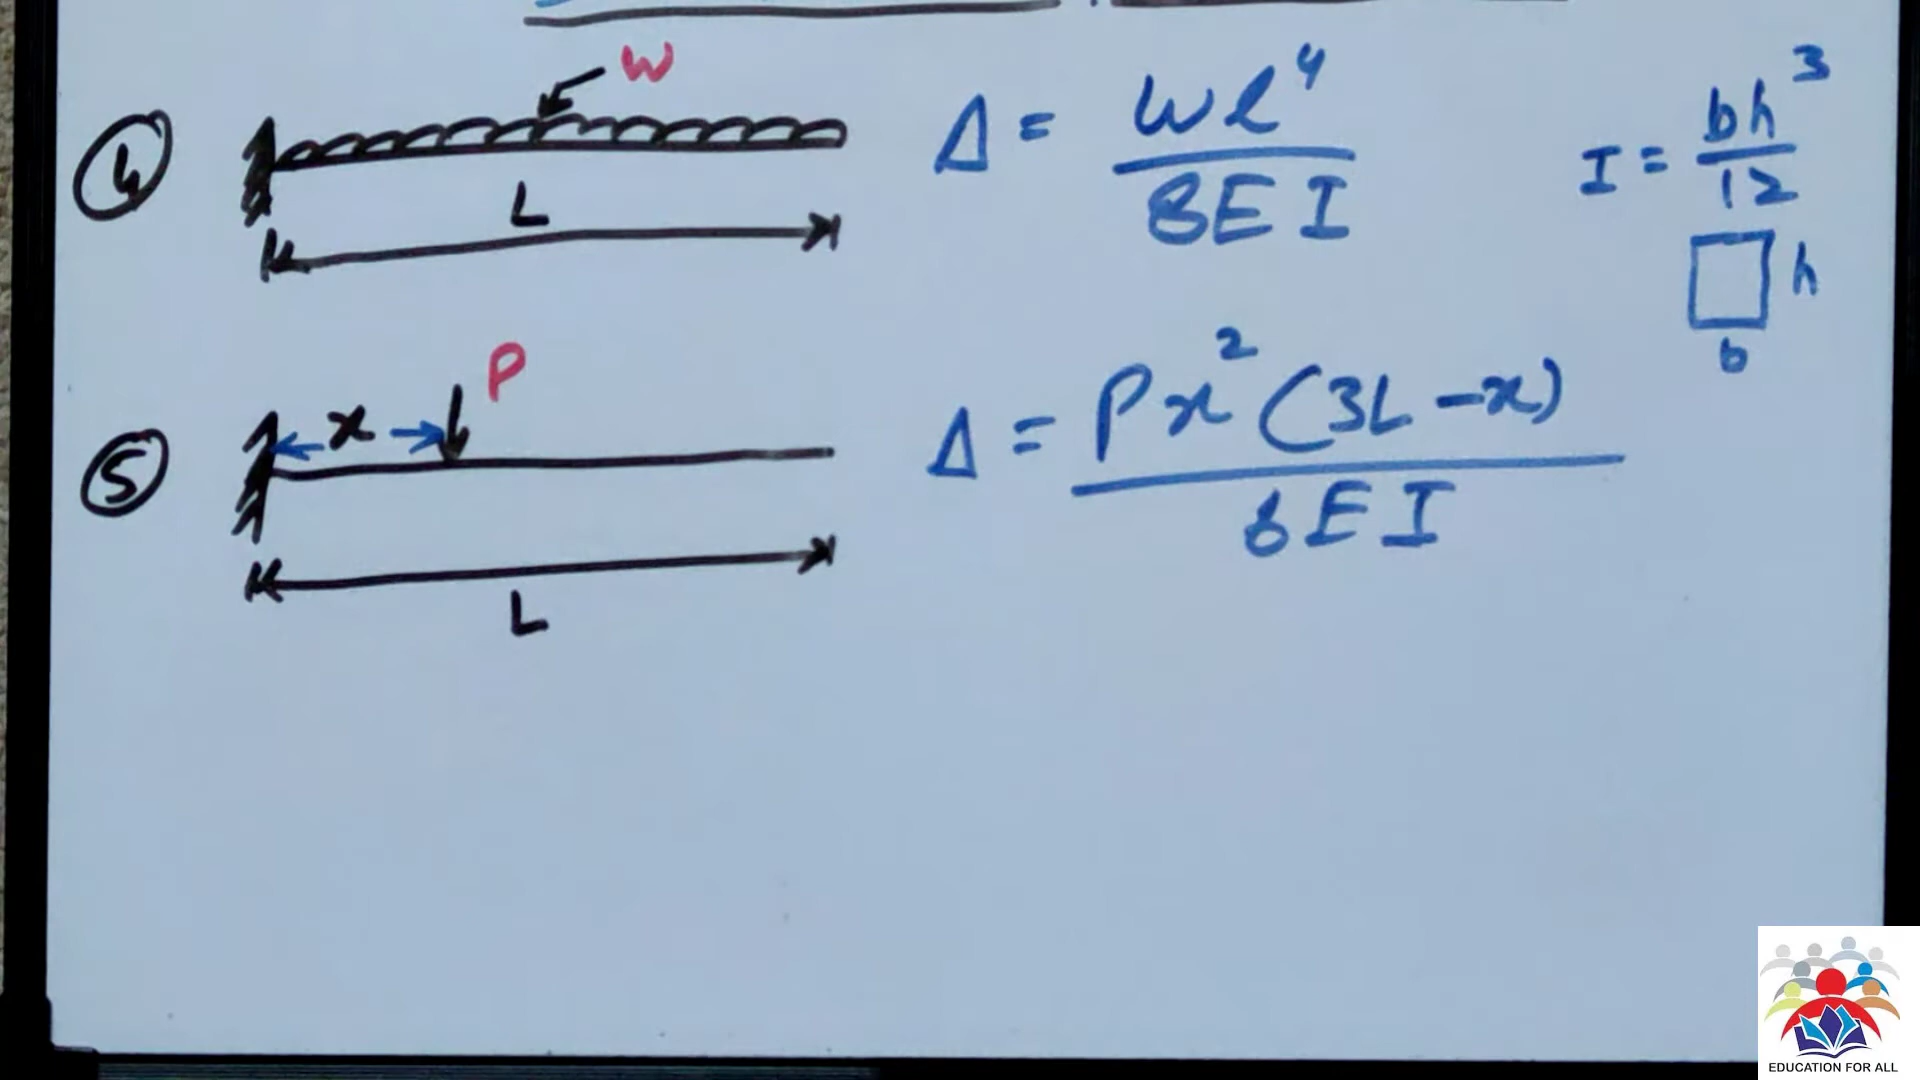 4
W
L
Δ = Wl⁴ / 8EI
I = bh³ / 12
h
b
5
x
P
L
Δ = Px²(3L - x) / 6EI
EDUCATION FOR ALL